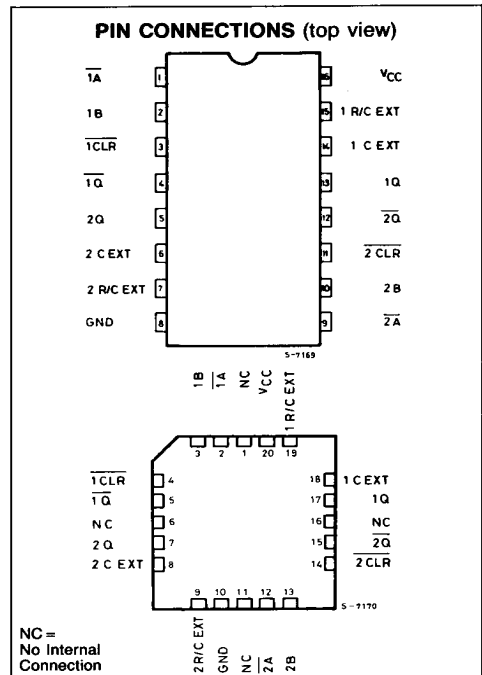 PIN CONNECTIONS (top view)
1A 1 16 VCC
1B 2 15 1 R/C EXT
1CLR 3 14 1 C EXT
1Q 4 13 1Q
2Q 5 12 2Q
2 C EXT 6 11 2 CLR
2 R/C EXT 7 10 2B
GND 8 9 2A
S-7169
1B 1A NC VCC 1 R/C EXT
3 2 1 20 19
1CLR 4 18 1 C EXT
1Q 5 17 1Q
NC 6 16 NC
2Q 7 15 2Q
2 C EXT 8 14 2 CLR
9 10 11 12 13
S-7170
2 R/C EXT GND NC 2A 2B
NC =
No Internal
Connection